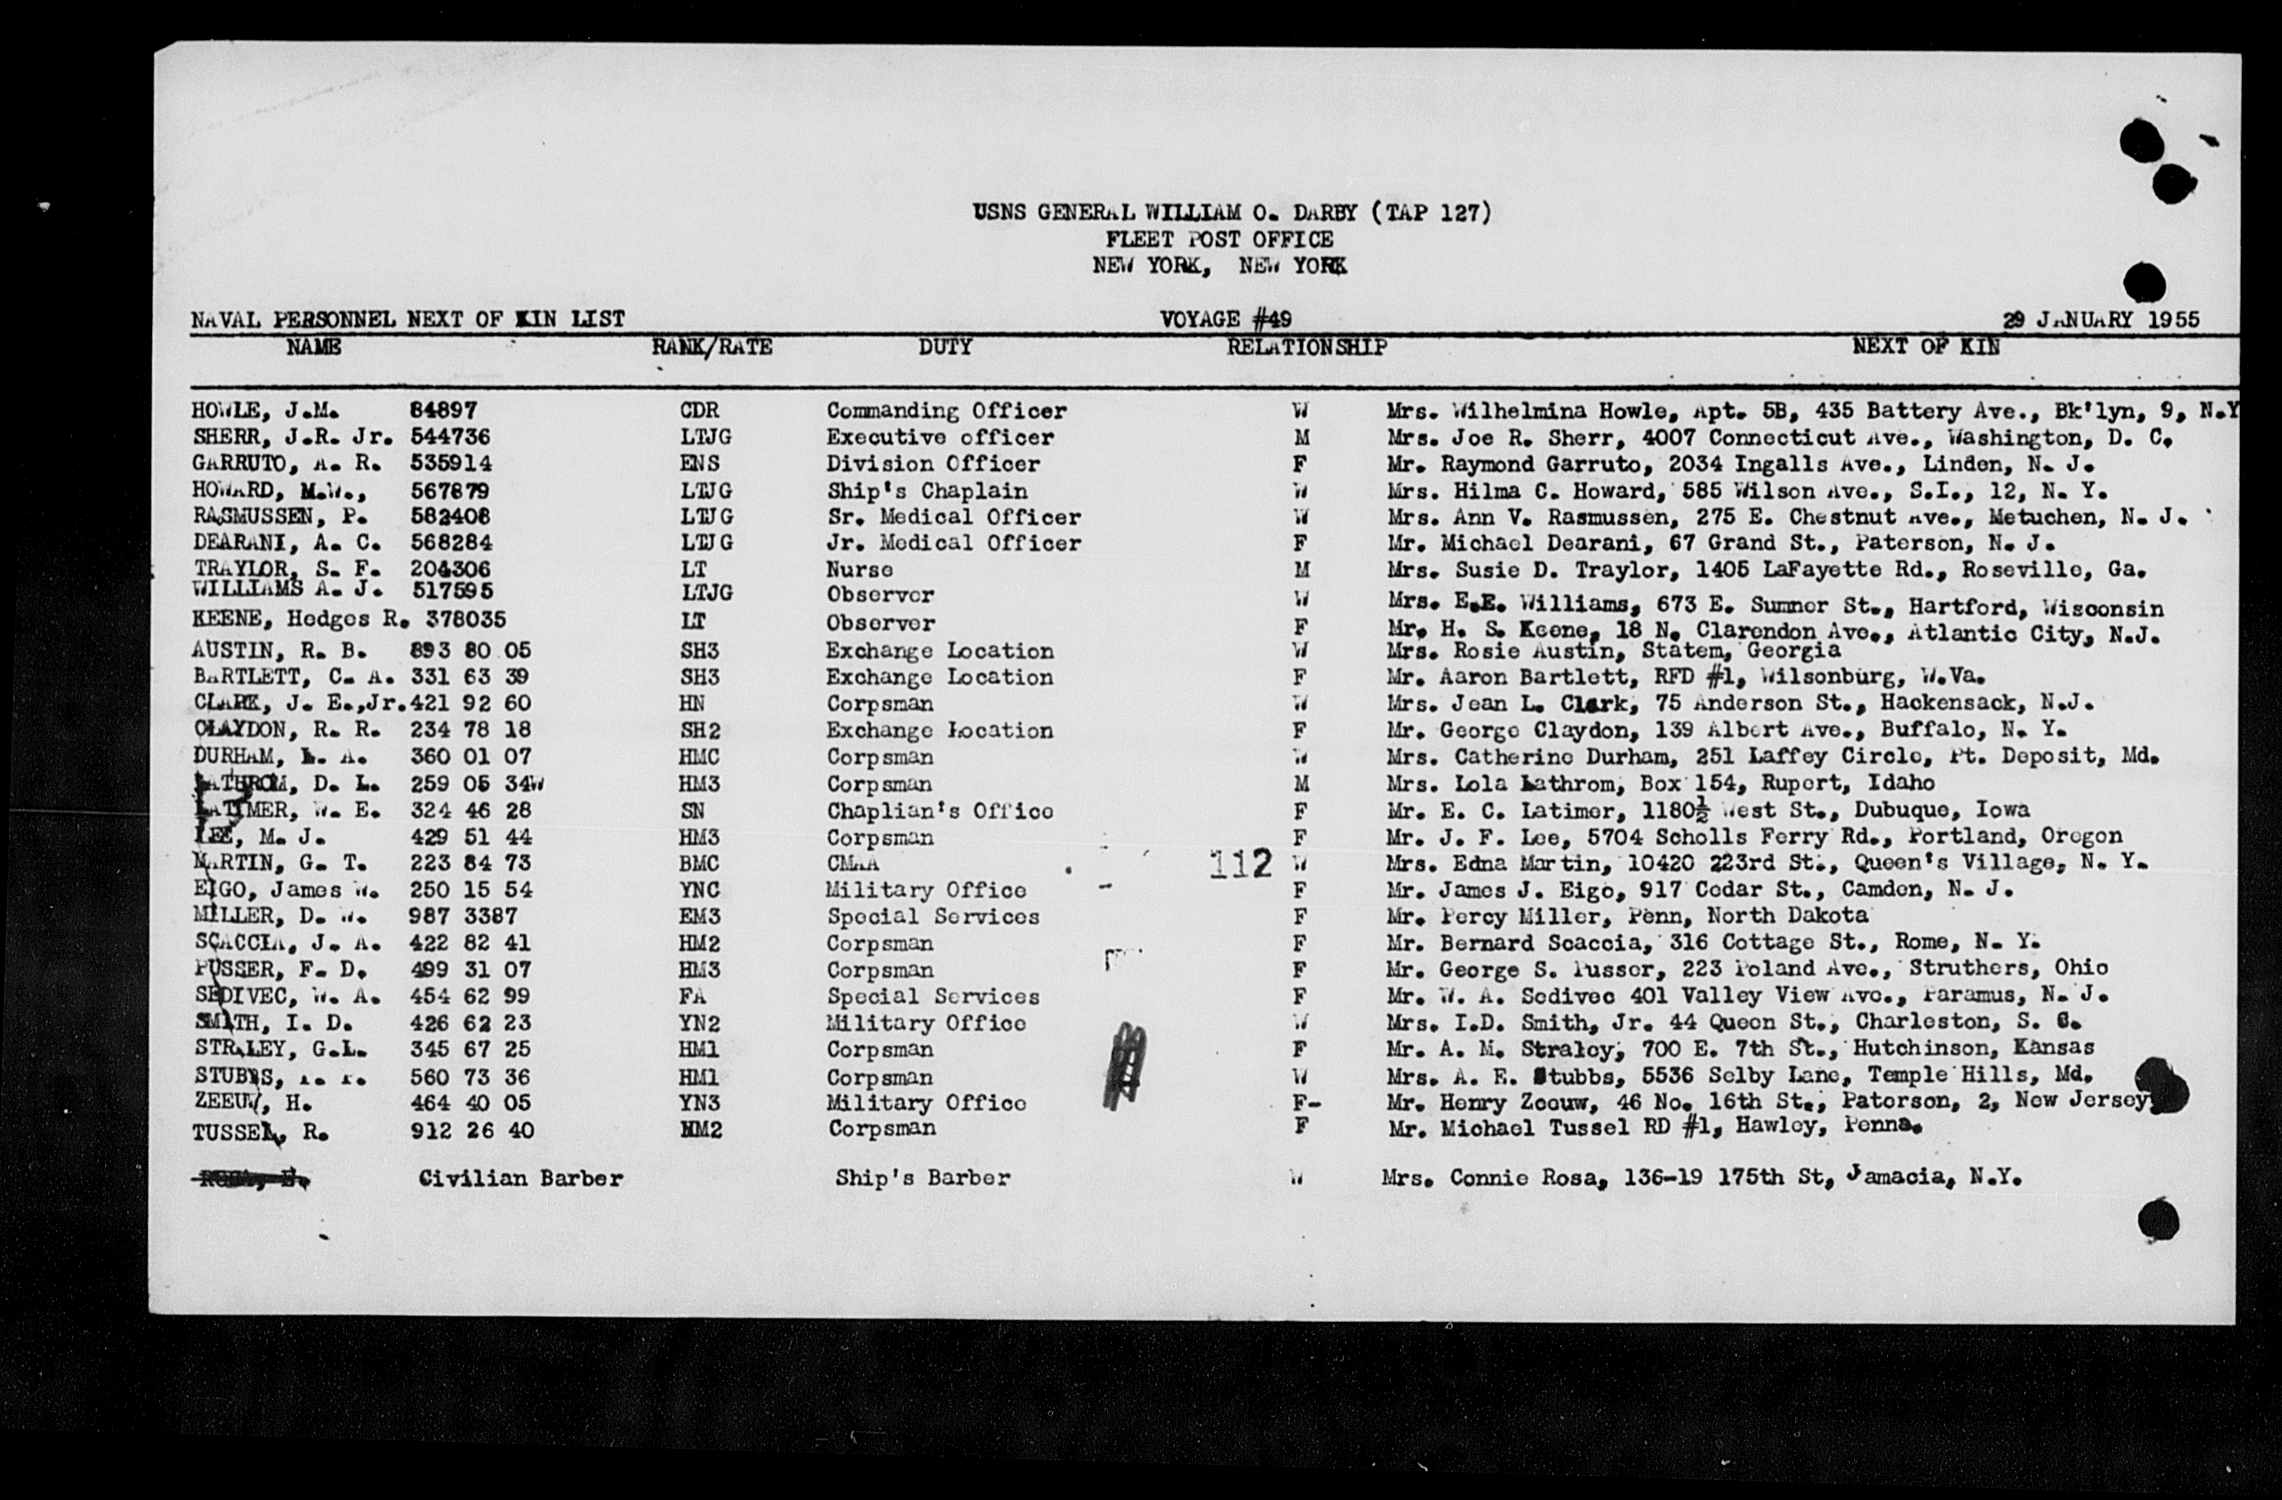 USNS GENERAL WILLIAM O. DARBY (TAP 127)
FLEET POST OFFICE
NEW YORK, NEW YORK
NAVAL PERSONNEL NEXT OF KIN LIST VOYAGE #49 29 JANUARY 1955
NAME RANK/RATE DUTY RELATIONSHIP NEXT OF KIN
HOWLE, J.M. 84897 CDR Commanding Officer W Mrs. Wilhelmina Howle, Apt. 5B, 435 Battery Ave., Bk'lyn, 9, N.Y
SHERR, J.R. Jr. 544736 LTJG Executive officer M Mrs. Joe R. Sherr, 4007 Connecticut Ave., Washington, D. C.
GARRUTO, A. R. 535914 ENS Division Officer F Mr. Raymond Garruto, 2034 Ingalls Ave., Linden, N. J.
HOWARD, M.W., 567879 LTJG Ship's Chaplain W Mrs. Hilma C. Howard, 585 Wilson Ave., S.I., 12, N. Y.
RASMUSSEN, P. 582408 LTJG Sr. Medical Officer W Mrs. Ann V. Rasmussen, 275 E. Chestnut Ave., Metuchen, N. J.
DEARANI, A. C. 568284 LTJG Jr. Medical Officer F Mr. Michael Dearani, 67 Grand St., Paterson, N. J.
TRAYLOR, S. F. 204306 LT Nurse M Mrs. Susie D. Traylor, 1405 LaFayette Rd., Roseville, Ga.
WILLIAMS A. J. 517595 LTJG Observer W Mrs. E.E. Williams, 673 E. Sumner St., Hartford, Wisconsin
KEENE, Hedges R. 378035 LT Observer F Mr. H. S. Keene, 18 N. Clarendon Ave., Atlantic City, N.J.
AUSTIN, R. B. 893 80 05 SH3 Exchange Location W Mrs. Rosie Austin, Statem, Georgia
BARTLETT, C. A. 331 63 39 SH3 Exchange Location F Mr. Aaron Bartlett, RFD #1, Wilsonburg, W.Va.
CLARK, J. E.,Jr. 421 92 60 HN Corpsman W Mrs. Jean L. Clark, 75 Anderson St., Hackensack, N.J.
CLAYDON, R. R. 234 78 18 SH2 Exchange Location F Mr. George Claydon, 139 Albert Ave., Buffalo, N. Y.
DURHAM, L. A. 360 01 07 HMC Corpsman W Mrs. Catherine Durham, 251 Laffey Circle, Pt. Deposit, Md.
LATHROM, D. L. 259 05 34W HM3 Corpsman M Mrs. Lola Lathrom, Box 154, Rupert, Idaho
LATIMER, W. E. 324 46 28 SN Chaplian's Office F Mr. E. C. Latimer, 1180½ West St., Dubuque, Iowa
LEE, M. J. 429 51 44 HM3 Corpsman F Mr. J. F. Lee, 5704 Scholls Ferry Rd., Portland, Oregon
MARTIN, G. T. 223 84 73 BMC CMAA 112 W Mrs. Edna Martin, 10420 223rd St., Queen's Village, N. Y.
EIGO, James W. 250 15 54 YNC Military Office F Mr. James J. Eigo, 917 Cedar St., Camden, N. J.
MILLER, D. W. 987 3387 EM3 Special Services F Mr. Percy Miller, Penn, North Dakota
SCACCIA, J. A. 422 82 41 HM2 Corpsman F Mr. Bernard Scaccia, 316 Cottage St., Rome, N. Y.
PUSSER, F. D. 499 31 07 HM3 Corpsman F Mr. George S. Pusser, 223 Poland Ave., Struthers, Ohio
SEDIVEC, W. A. 454 62 99 FA Special Services F Mr. W. A. Sedivec 401 Valley View Ave., Paramus, N. J.
SMITH, I. D. 426 62 23 YN2 Military Office W Mrs. I.D. Smith, Jr. 44 Queen St., Charleston, S. C.
STRALEY, G.L. 345 67 25 HM1 Corpsman F Mr. A. M. Straley, 700 E. 7th St., Hutchinson, Kansas
STUBBS, 560 73 36 HM1 Corpsman W Mrs. A. E. Stubbs, 5536 Selby Lane, Temple Hills, Md.
ZEEUW, H. 464 40 05 YN3 Military Office F- Mr. Henry Zeeuw, 46 No. 16th St., Paterson, 2, New Jersey
TUSSEL, R. 912 26 40 HM2 Corpsman F Mr. Michael Tussel RD #1, Hawley, Penna.
Civilian Barber Ship's Barber W Mrs. Connie Rosa, 136-19 175th St, Jamacia, N.Y.